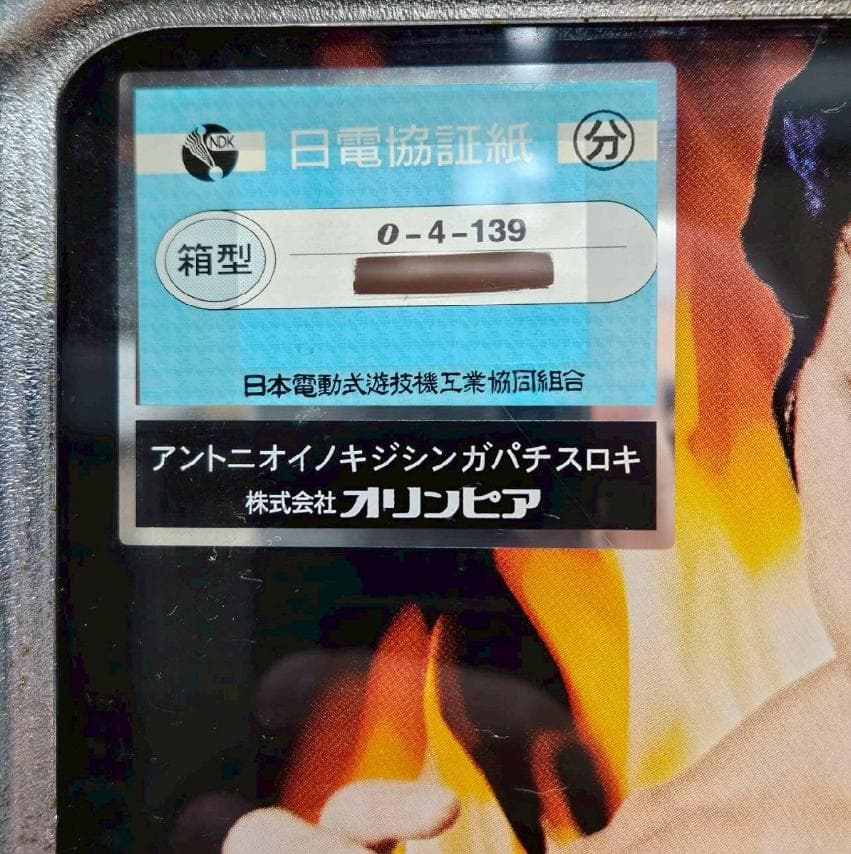 NDK 日電協証紙 分
箱型
O-4-139
日本電動式遊技機工業協同組合
アントニオイノキジシンガパチスロキ
株式会社オリンピア